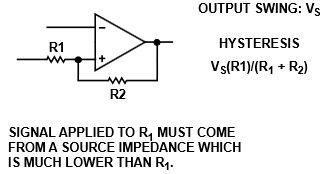 OUTPUT SWING: VS
HYSTERESIS
VS(R1)/(R1 + R2)
−
+
R1
R2
SIGNAL APPLIED TO R1 MUST COME
FROM A SOURCE IMPEDANCE WHICH
IS MUCH LOWER THAN R1.